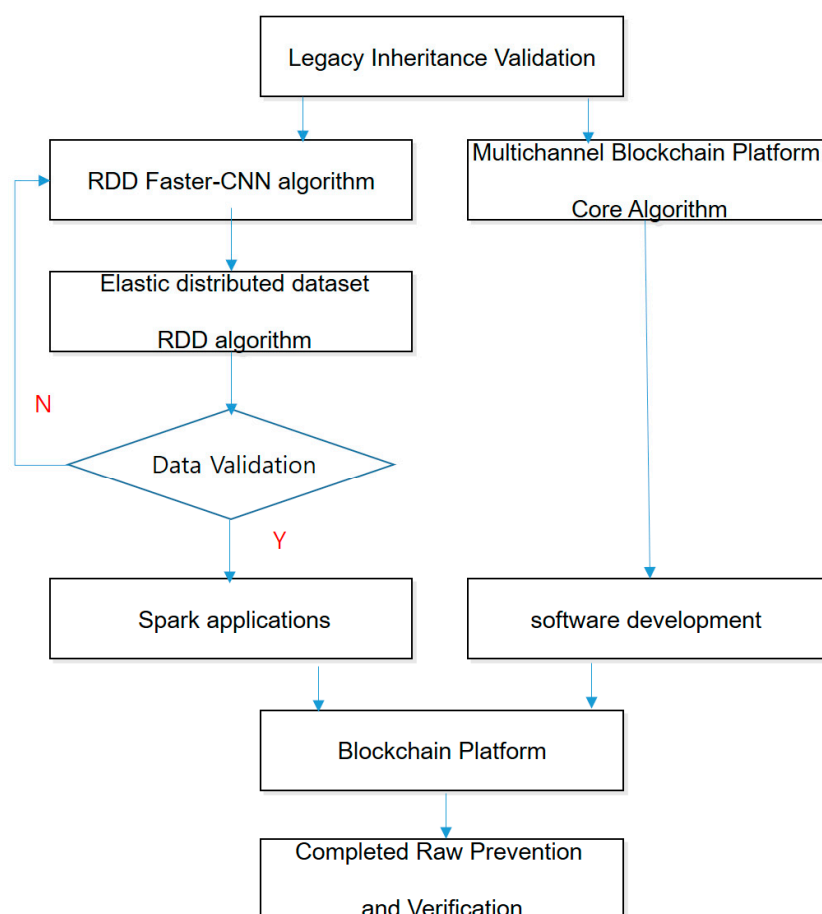 Legacy Inheritance Validation
RDD Faster-CNN algorithm
Multichannel Blockchain Platform
Core Algorithm
Elastic distributed dataset
RDD algorithm
N
Data Validation
Y
Spark applications
software development
Blockchain Platform
Completed Raw Prevention
and Verification